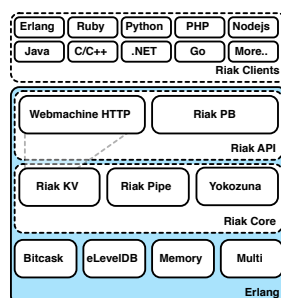 Erlang Ruby Python PHP Nodejs
Java C/C++ .NET Go More..
Riak Clients
Webmachine HTTP Riak PB
Riak API
Riak KV Riak Pipe Yokozuna
Riak Core
Bitcask eLevelDB Memory Multi
Erlang